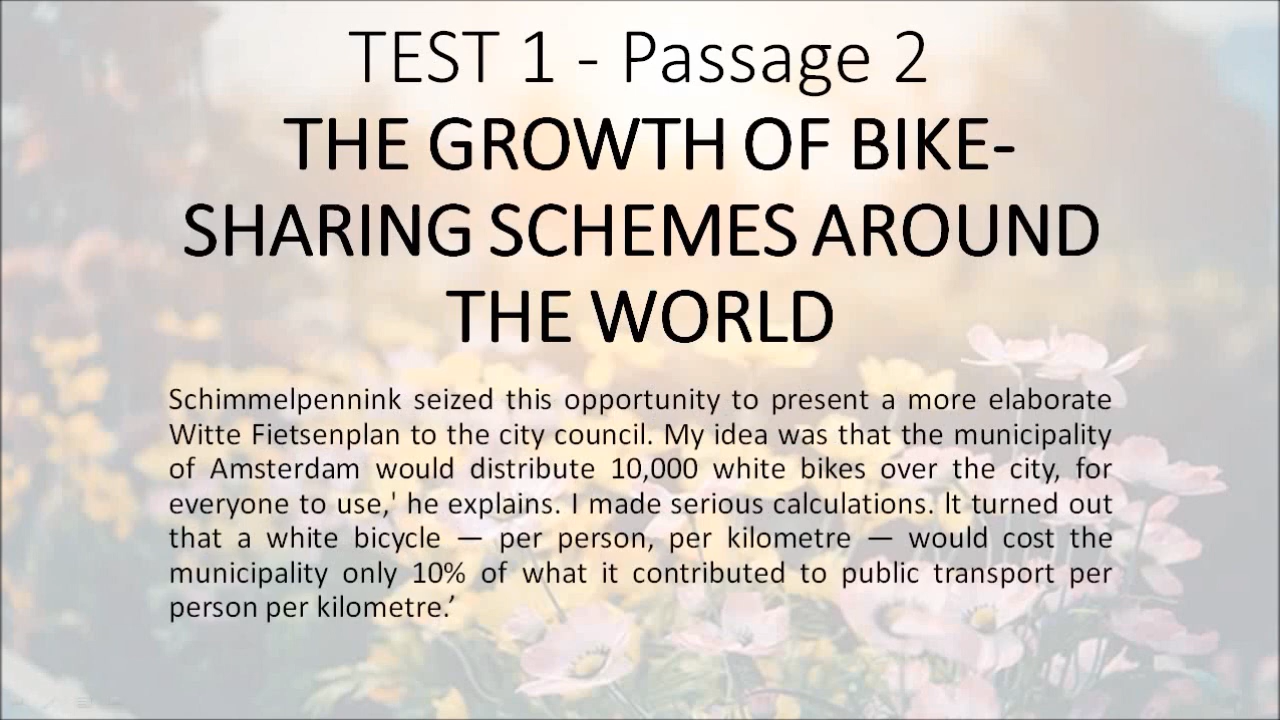 TEST 1 - Passage 2
THE GROWTH OF BIKE-
SHARING SCHEMES AROUND
THE WORLD
Schimmelpennink seized this opportunity to present a more elaborate
Witte Fietsenplan to the city council. My idea was that the municipality
of Amsterdam would distribute 10,000 white bikes over the city, for
everyone to use,' he explains. I made serious calculations. lt turned out
that a white bicycle — per person, per kilometre — would cost the
municipality only 10% of what it contributed to public transport per
person per kilometre.’